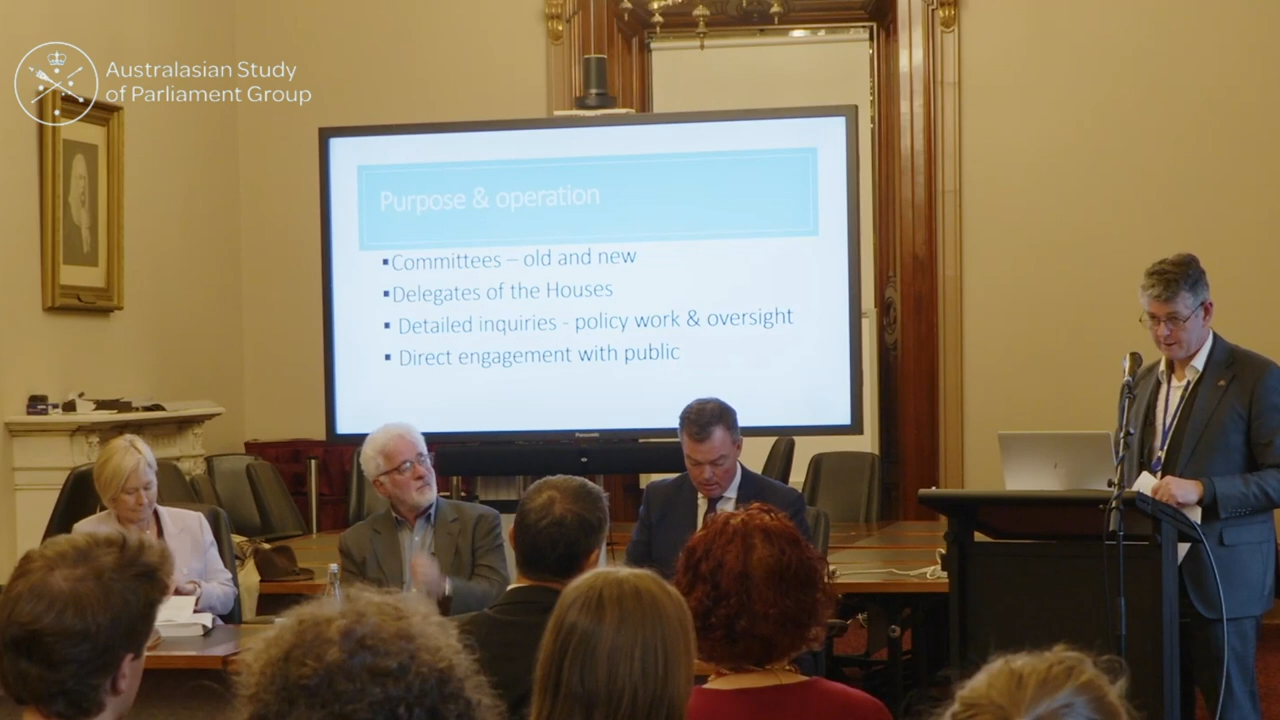 Australasian Study
of Parliament Group
Purpose & operation
▪Committees – old and new
▪Delegates of the Houses
▪ Detailed inquiries - policy work & oversight
▪ Direct engagement with public
Panasonic